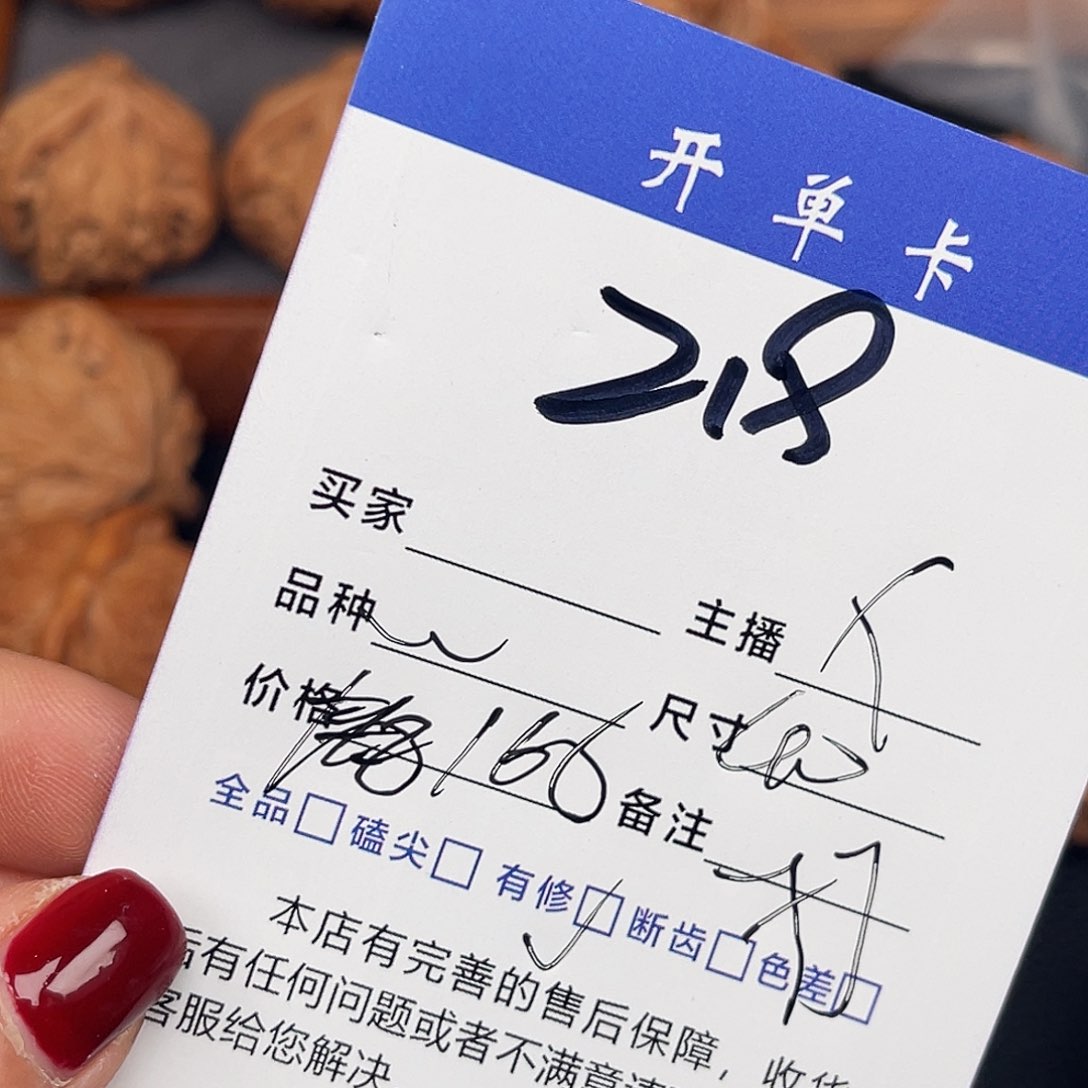 开单卡
218
买家
品种 主播
价格 166 尺寸
全品 磕尖 有修 断齿 色差 备注
本店有完善的售后保障，收货
后有任何问题或者不满意请
客服给您解决